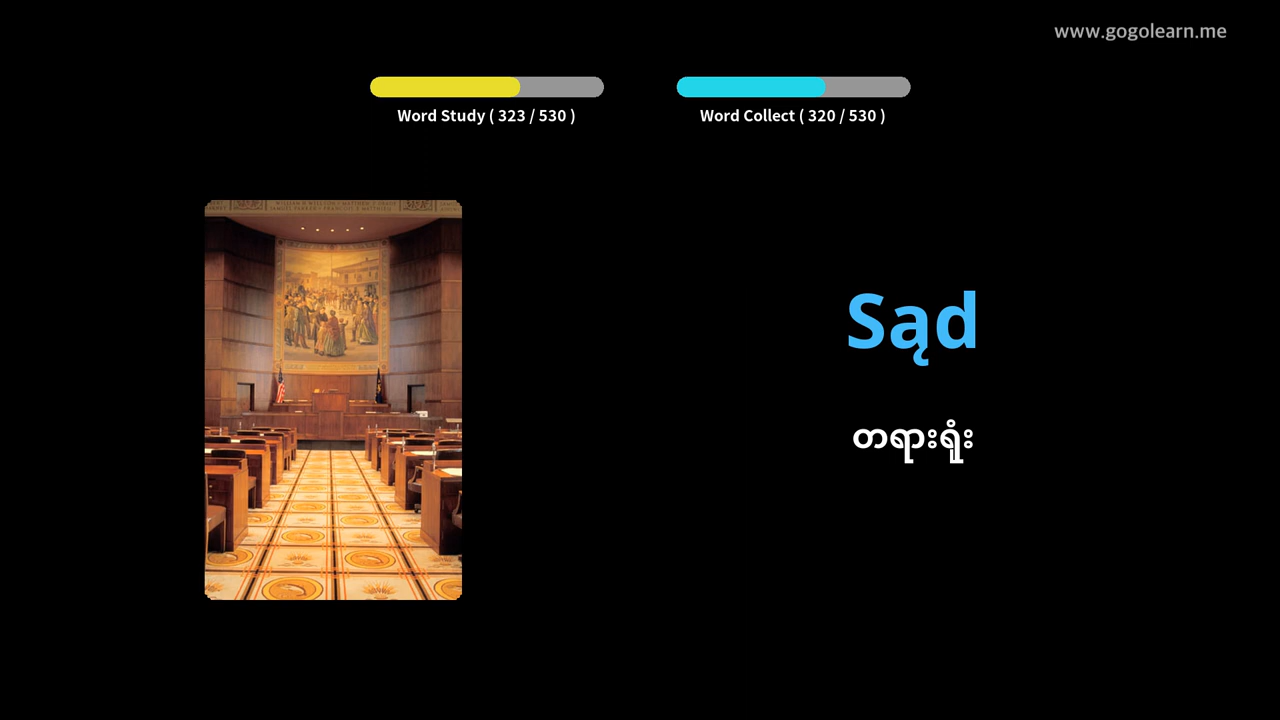 www.gogolearn.me
Word Study ( 323 / 530 )
Word Collect ( 320 / 530 )
Sąd
တရားရုံး